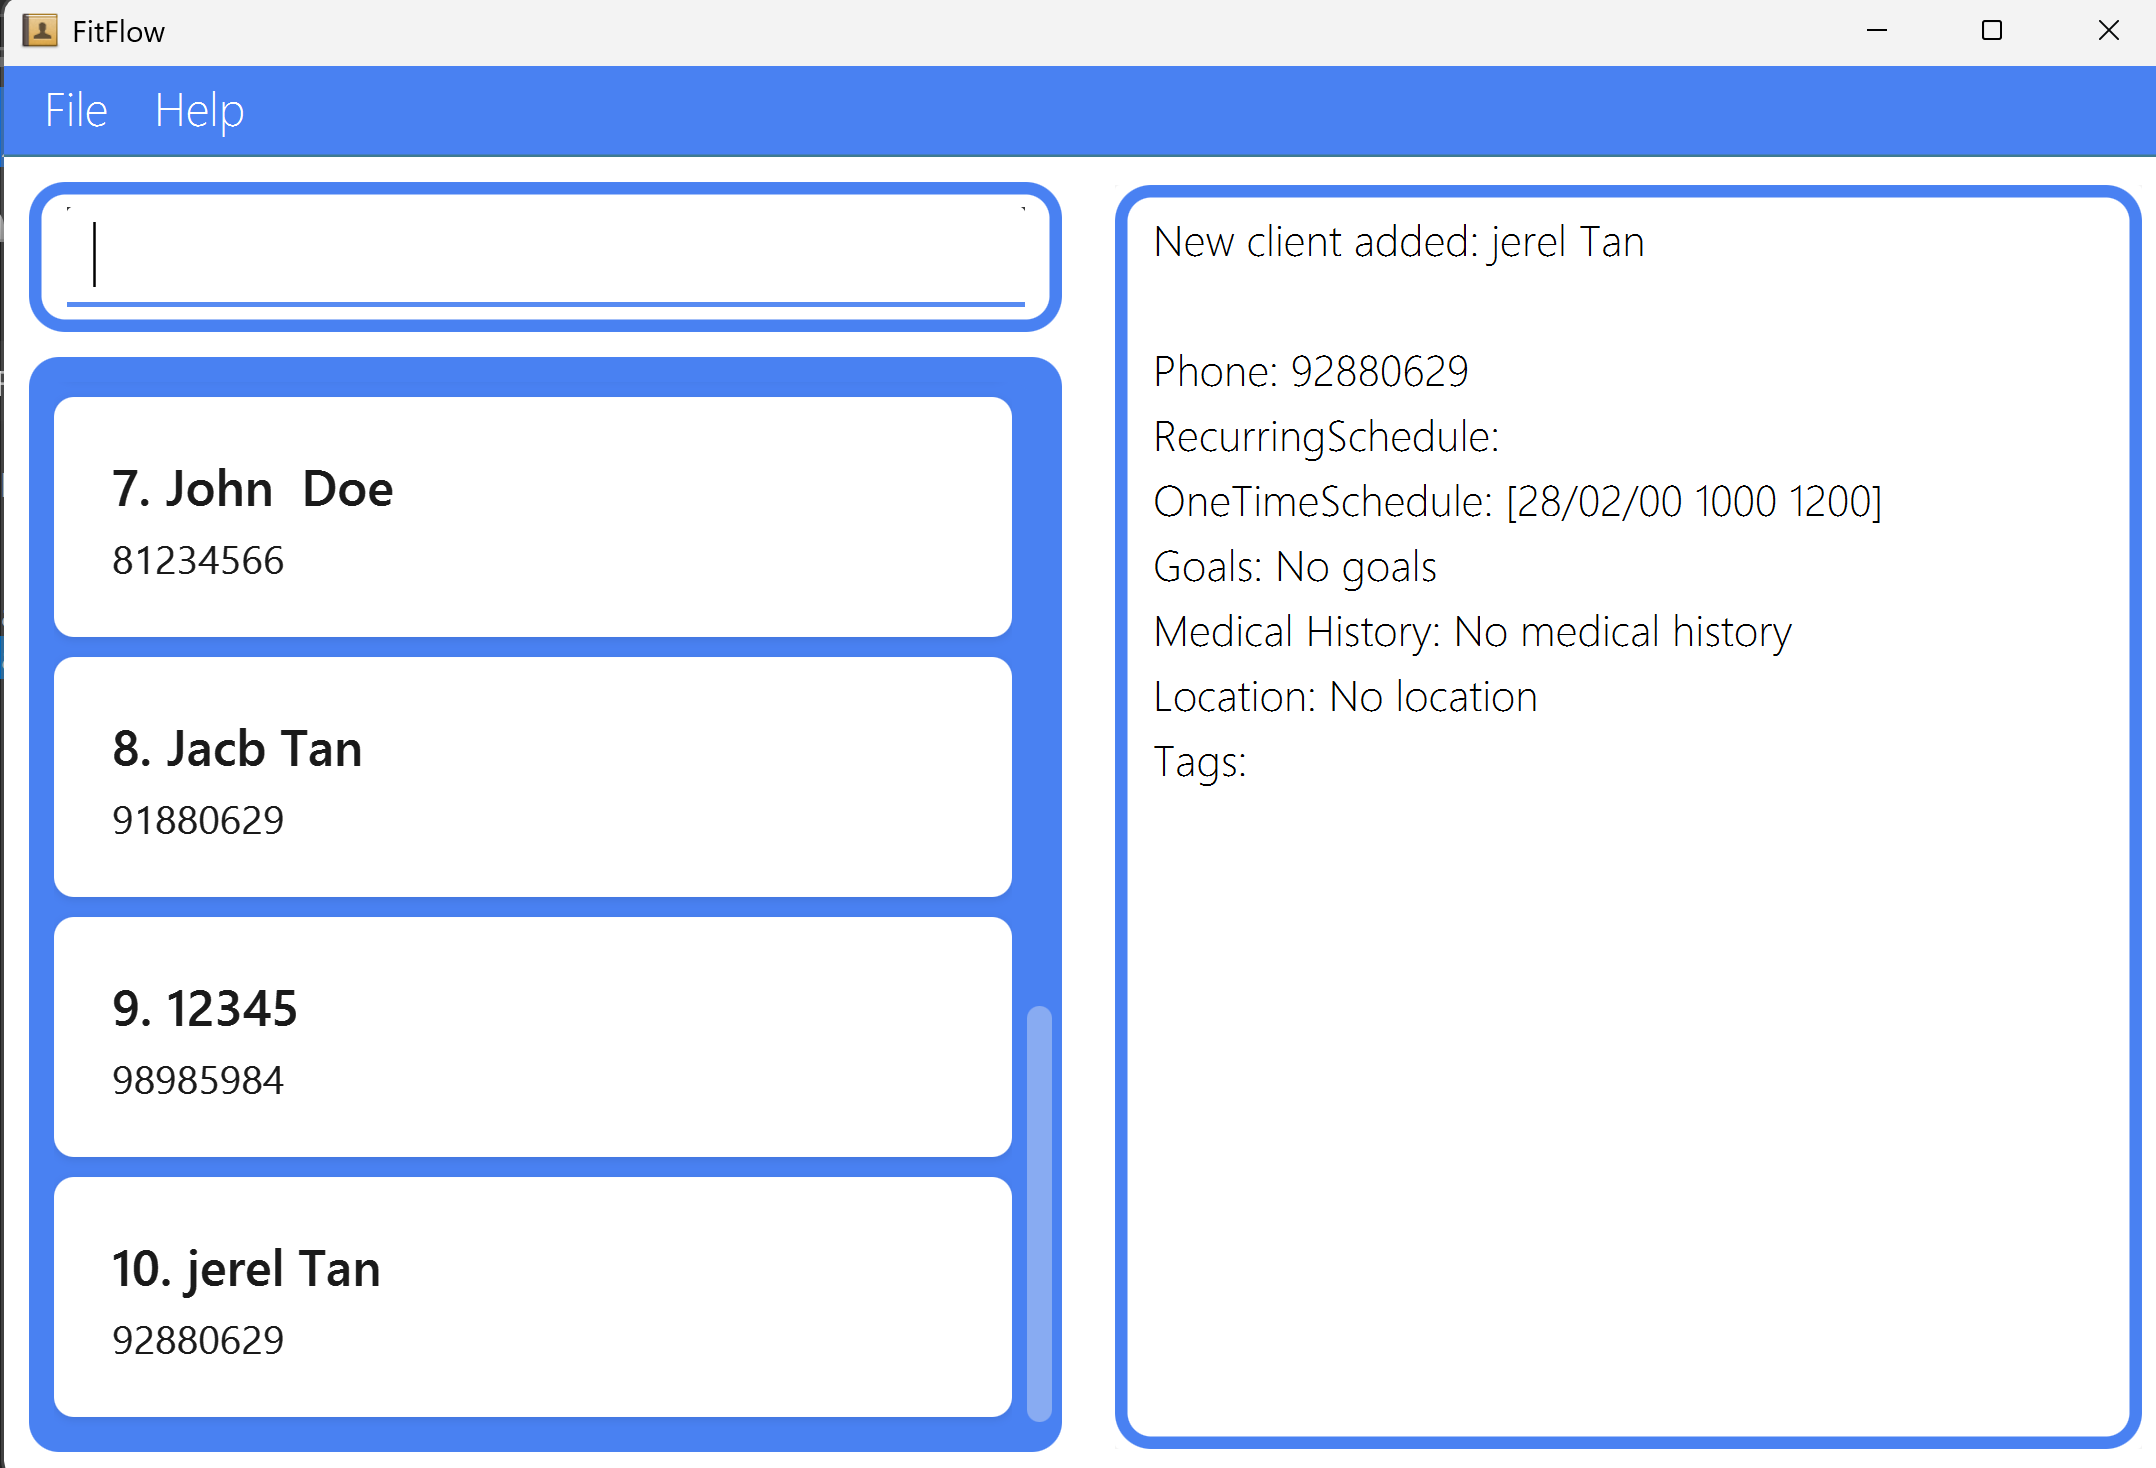 FitFlow
File Help
7. John  Doe
81234566
8. Jacb Tan
91880629
9. 12345
98985984
10. jerel Tan
92880629
New client added: jerel Tan
Phone: 92880629
RecurringSchedule:
OneTimeSchedule: [28/02/00 1000 1200]
Goals: No goals
Medical History: No medical history
Location: No location
Tags: